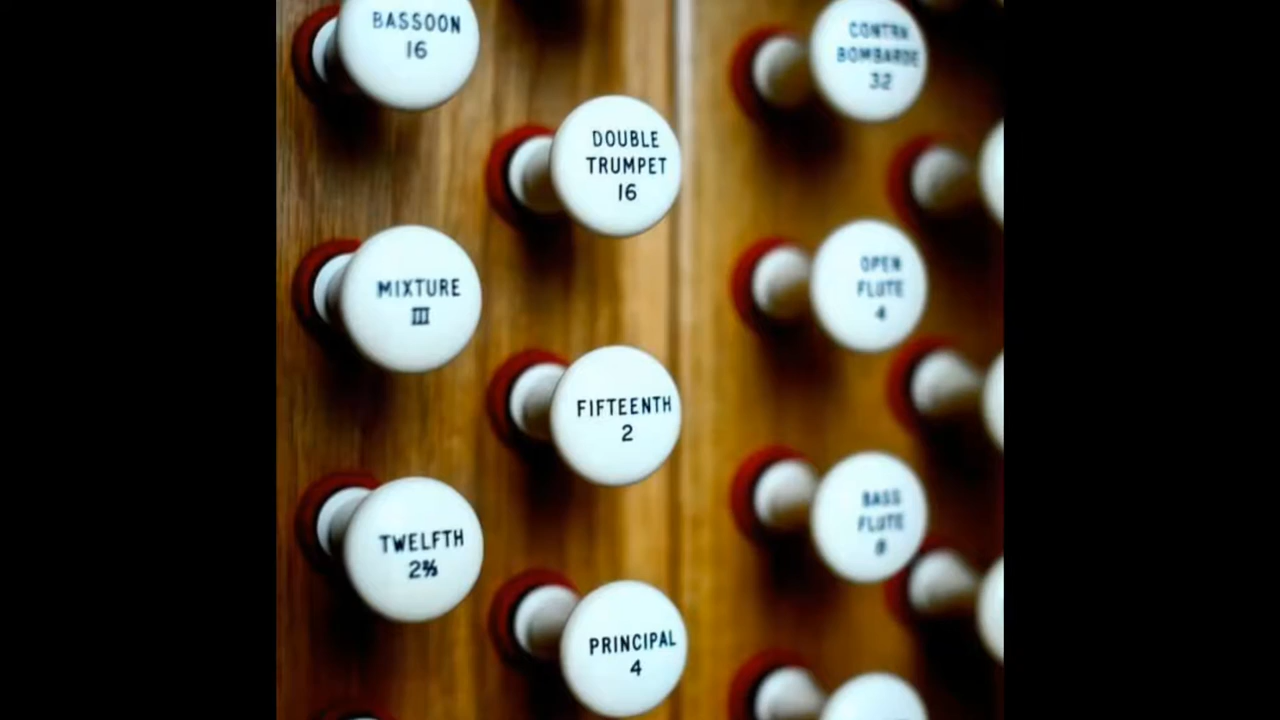 BASSOON
16
DOUBLE
TRUMPET
16
MIXTURE
III
FIFTEENTH
2
TWELFTH
2⅔
PRINCIPAL
4
CONTRA
BOMBARDE
32
OPEN
FLUTE
4
BASS
FLUTE
8